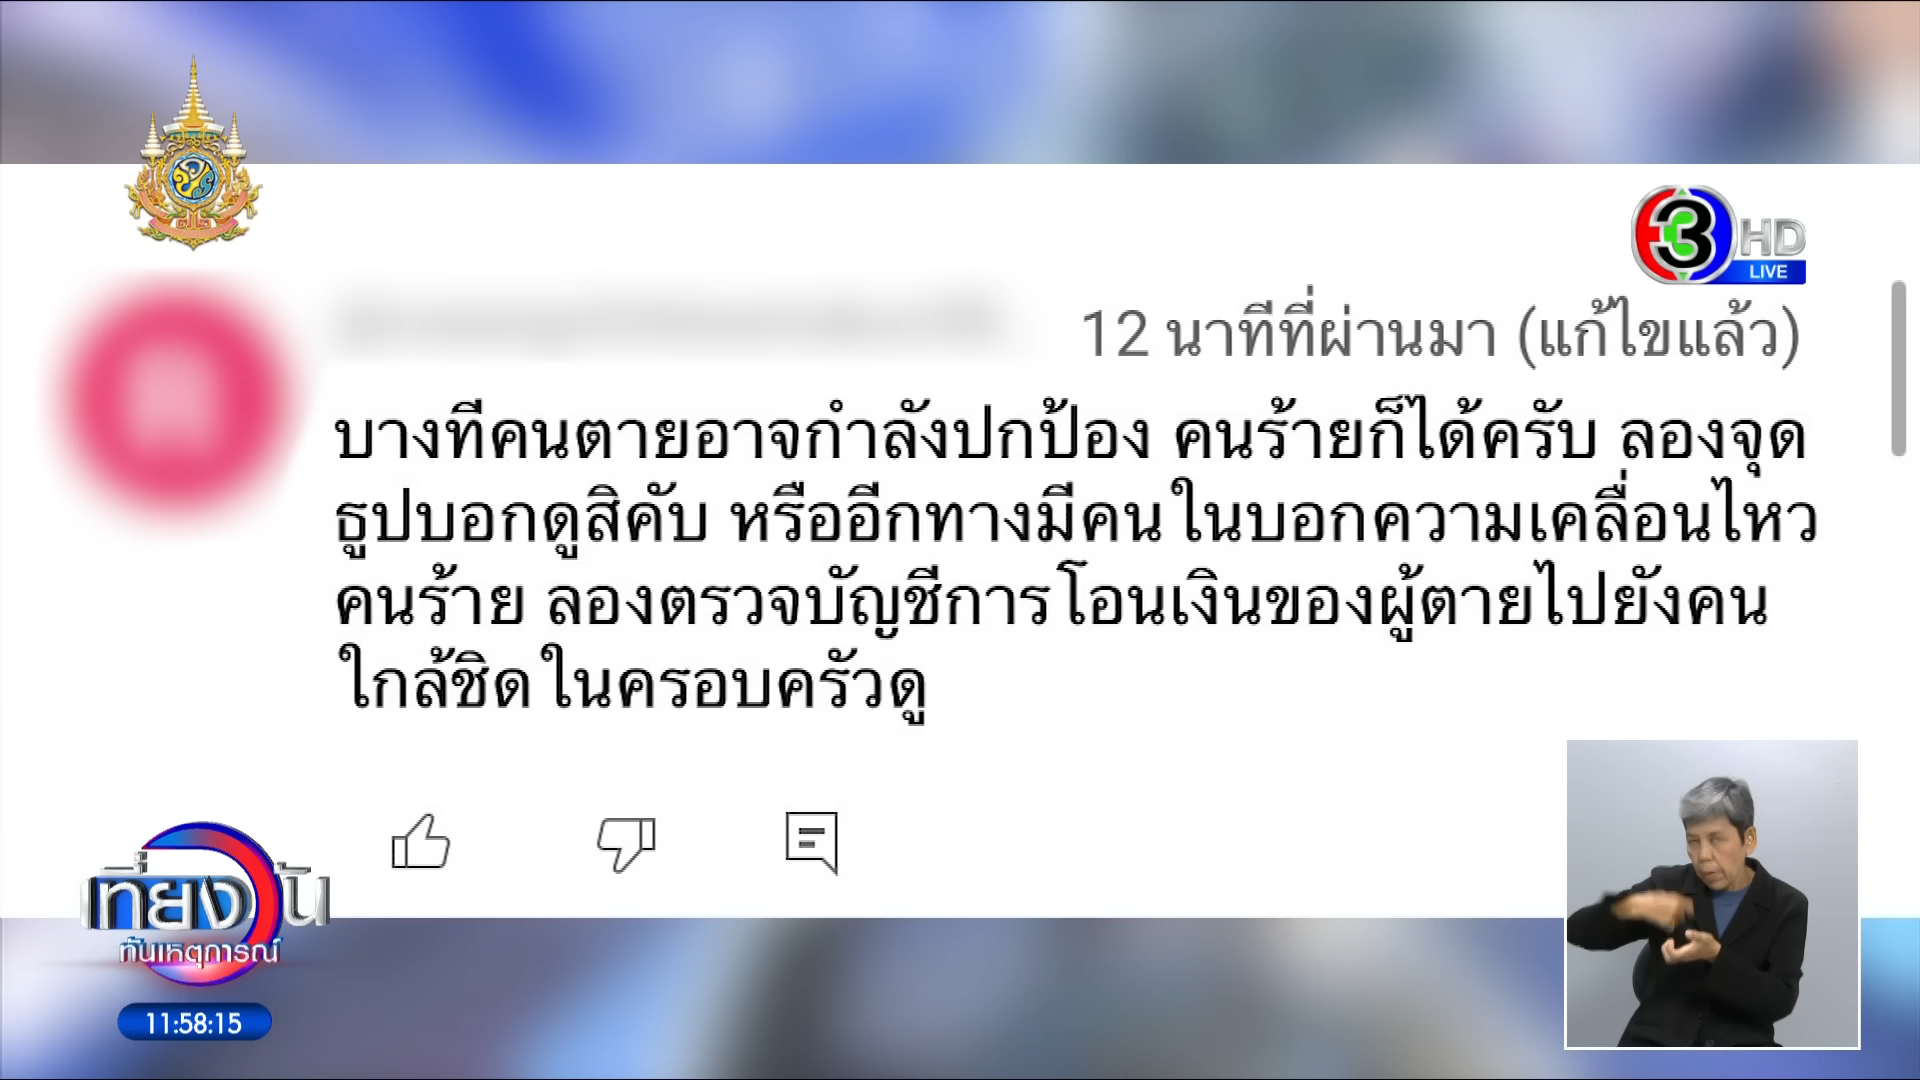 3 HD
LIVE
12 นาทีที่ผ่านมา (แก้ไขแล้ว)
บางทีคนตายอาจกำลังปกป้อง คนร้ายก็ได้ครับ ลองจุด
ธูปบอกดูสิคับ หรืออีกทางมีคนในบอกความเคลื่อนไหว
คนร้าย ลองตรวจบัญชีการโอนเงินของผู้ตายไปยังคน
ใกล้ชิดในครอบครัวดู
เที่ยงวัน
ทันเหตุการณ์
11:58:15